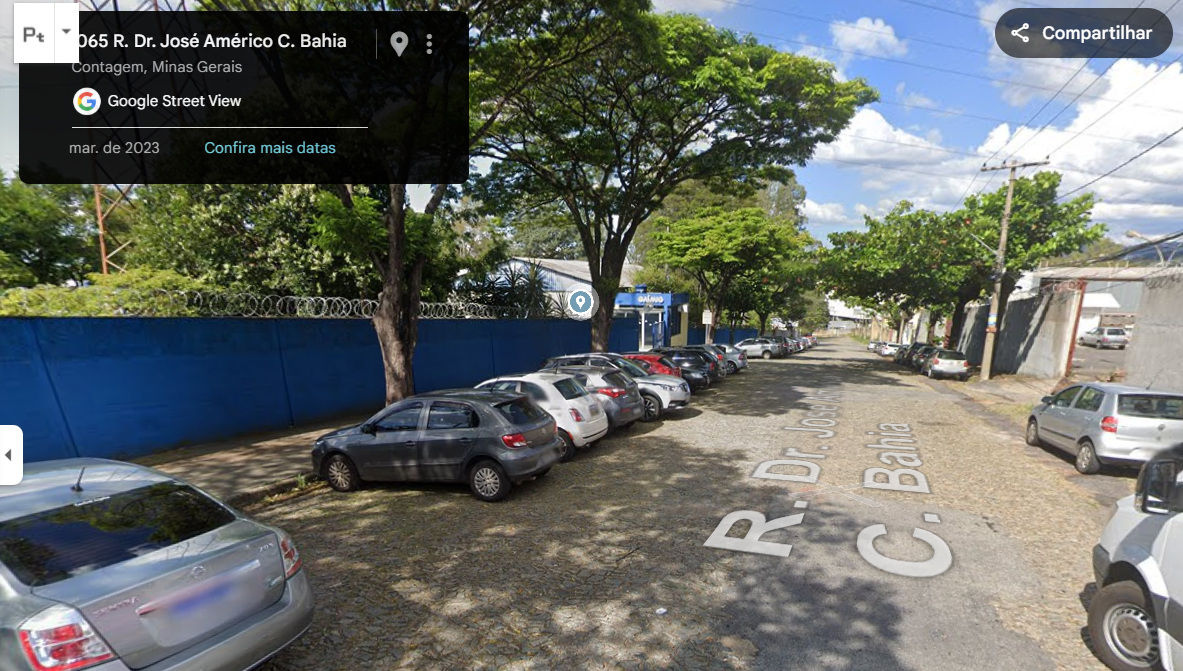 Pt
065 R. Dr. José Américo C. Bahia
Contagem, Minas Gerais
Google Street View
mar. de 2023
Confira mais datas
Compartilhar
R. Dr. José
C. Bahia